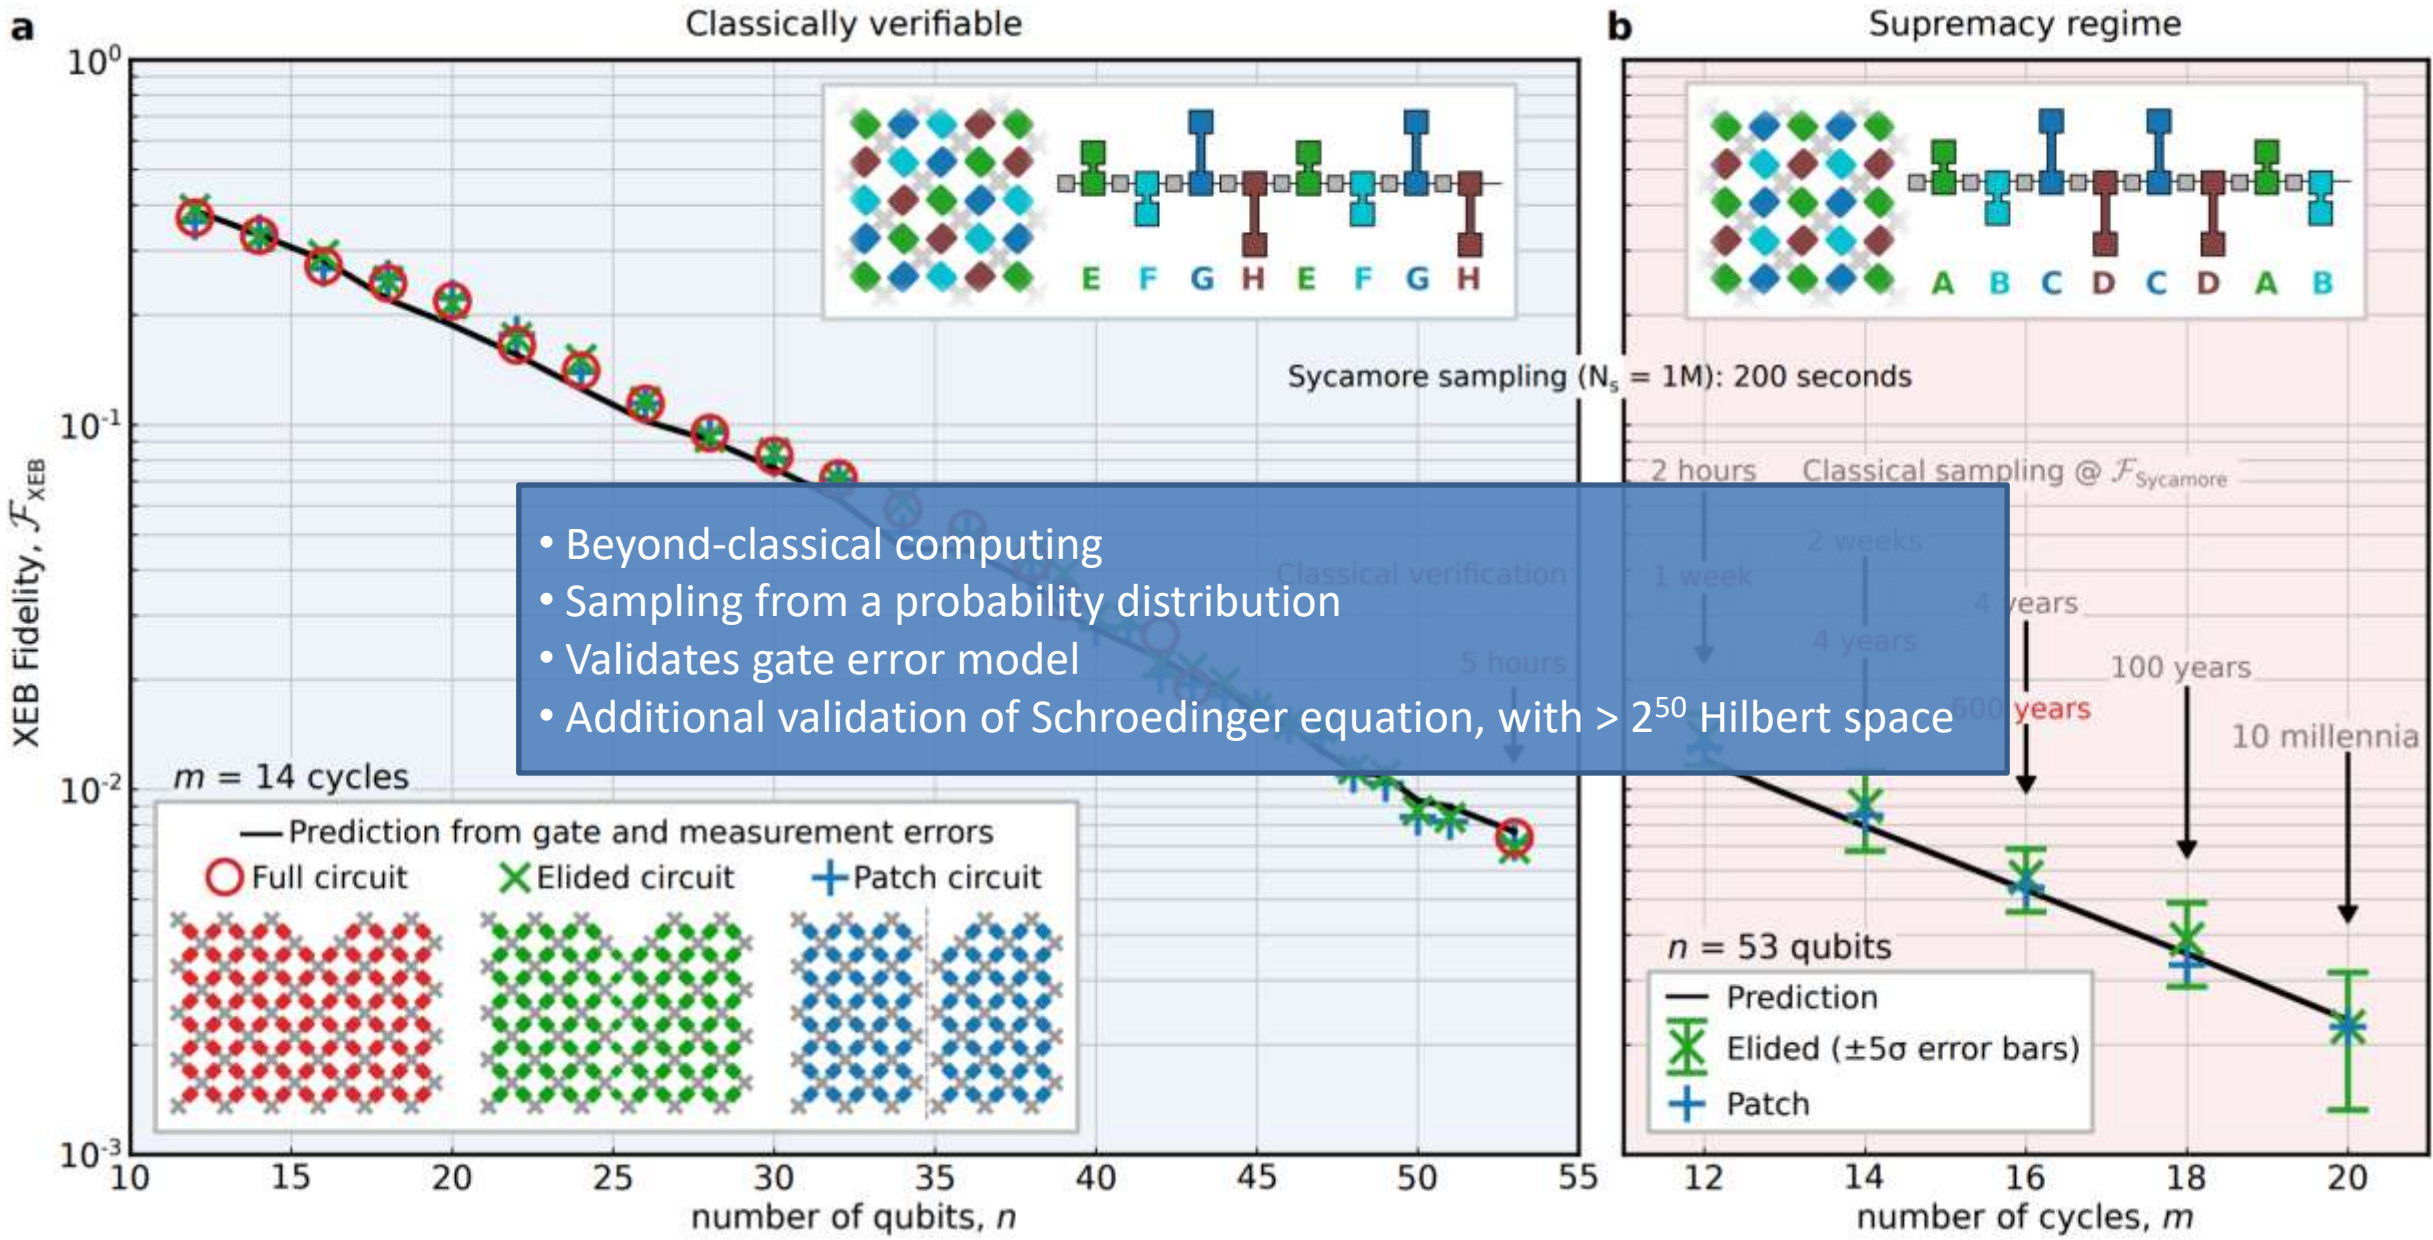 a
Classically verifiable
b
Supremacy regime
10⁰
10⁻¹
10⁻²
10⁻³
XEB Fidelity, ℱ_XEB
E F G H E F G H
A B C D C D A B
Sycamore sampling (Nₛ = 1M): 200 seconds
2 hours
Classical sampling @ ℱ_Sycamore
2 weeks
Classical verification
1 week
4 years
4 years
5 hours
100 years
600 years
10 millennia
• Beyond-classical computing
• Sampling from a probability distribution
• Validates gate error model
• Additional validation of Schroedinger equation, with > 2⁵⁰ Hilbert space
m = 14 cycles
Prediction from gate and measurement errors
Full circuit
Elided circuit
Patch circuit
n = 53 qubits
Prediction
Elided (±5σ error bars)
Patch
10 15 20 25 30 35 40 45 50 55
number of qubits, n
12 14 16 18 20
number of cycles, m